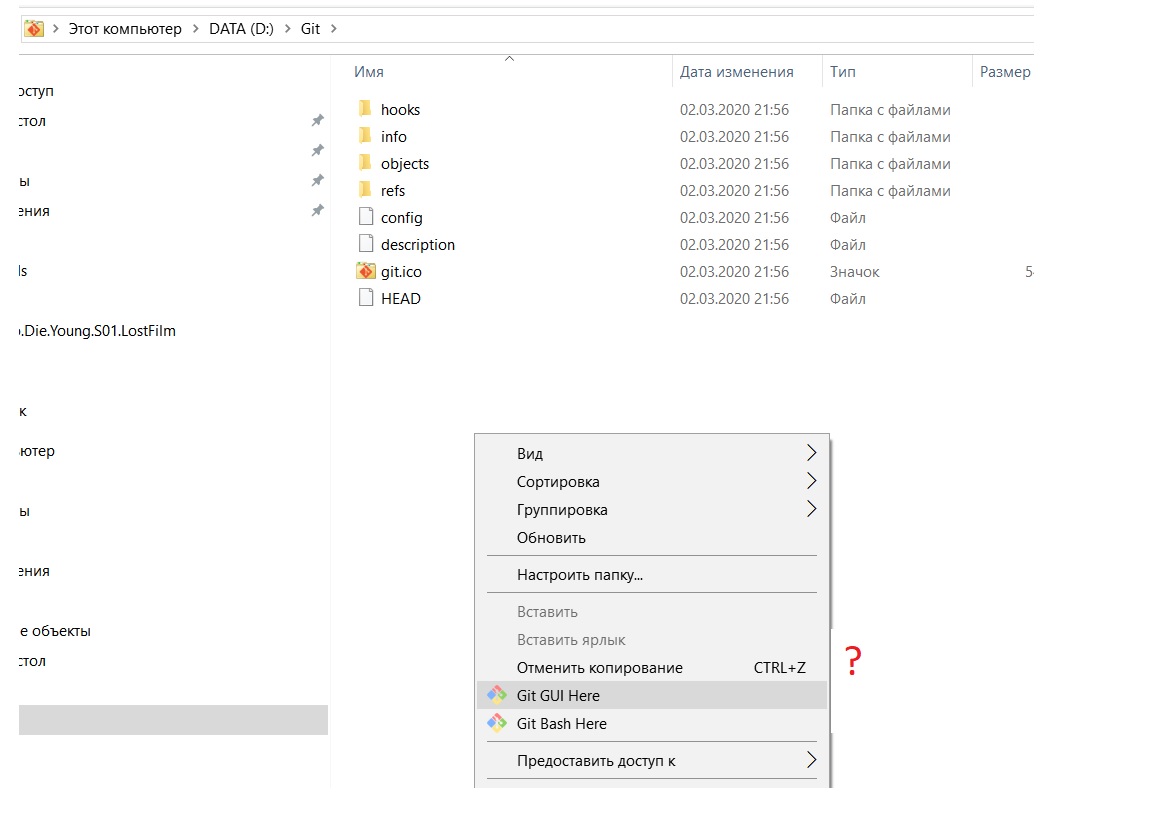 Этот компьютер > DATA (D:) > Git >
Имя Дата изменения Тип Размер
оступ
стол
ы
ения
ls
.Die.Young.S01.LostFilm
к
ютер
ы
ения
е объекты
стол
hooks 02.03.2020 21:56 Папка с файлами
info 02.03.2020 21:56 Папка с файлами
objects 02.03.2020 21:56 Папка с файлами
refs 02.03.2020 21:56 Папка с файлами
config 02.03.2020 21:56 Файл
description 02.03.2020 21:56 Файл
git.ico 02.03.2020 21:56 Значок 5
HEAD 02.03.2020 21:56 Файл
Вид
Сортировка
Группировка
Обновить
Настроить папку...
Вставить
Вставить ярлык
Отменить копирование CTRL+Z
?
Git GUI Here
Git Bash Here
Предоставить доступ к